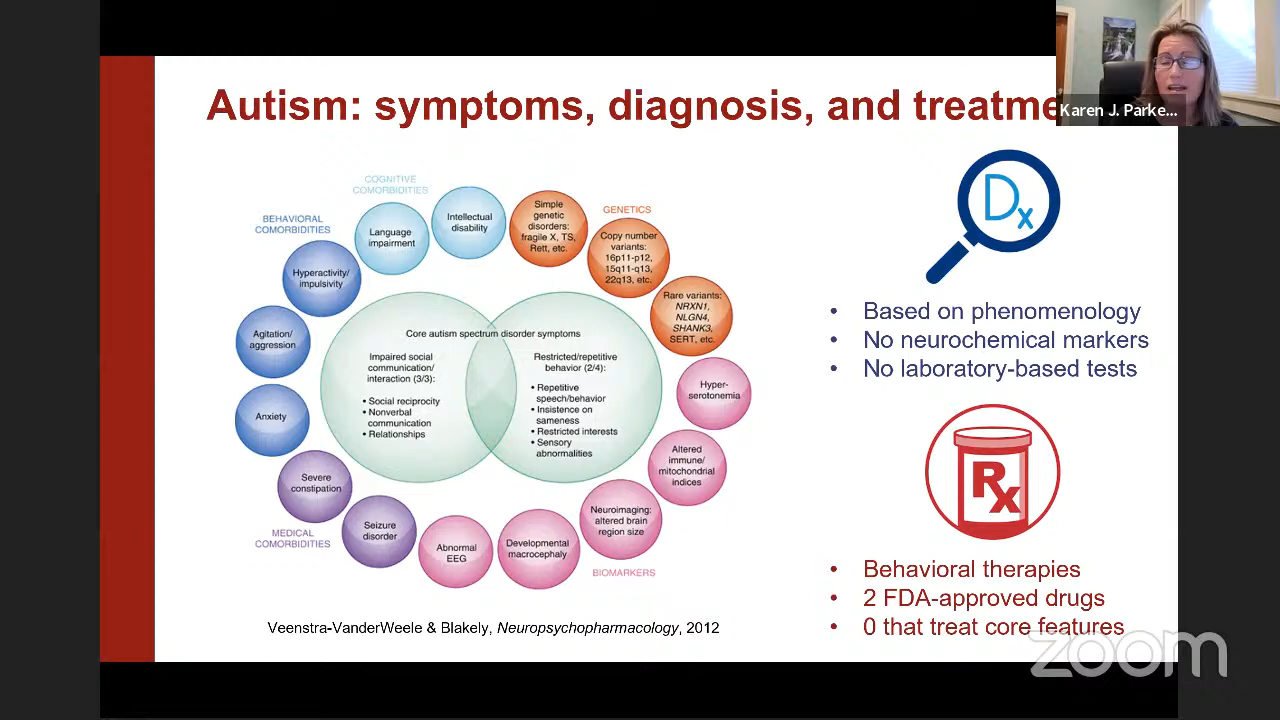 Autism: symptoms, diagnosis, and treatme
Karen J. Parke...
COGNITIVE
COMORBIDITIES
BEHAVIORAL
COMORBIDITIES
Language
impairment
Intellectual
disability
Simple
genetic
disorders:
fragile X, TS,
Rett, etc.
GENETICS
Copy number
variants:
16p11-p12,
15q11-q13,
22q13, etc.
Hyperactivity/
impulsivity
Rare variants:
NRXN1,
NLGN4,
SHANK3,
SERT, etc.
Agitation/
aggression
Core autism spectrum disorder symptoms
Impaired social
communication/
interaction (3/3):
• Social reciprocity
• Nonverbal
communication
• Relationships
Restricted/repetitive
behavior (2/4):
• Repetitive
speech/behavior
• Insistence on
sameness
• Restricted interests
• Sensory
abnormalities
Hyper-
serotonemia
Anxiety
Altered
immune/
mitochondrial
indices
Severe
constipation
Neuroimaging:
altered brain
region size
MEDICAL
COMORBIDITIES
Seizure
disorder
Abnormal
EEG
Developmental
macrocephaly
BIOMARKERS
Veenstra-VanderWeele & Blakely, Neuropsychopharmacology, 2012
Dx
• Based on phenomenology
• No neurochemical markers
• No laboratory-based tests
Rx
• Behavioral therapies
• 2 FDA-approved drugs
• 0 that treat core features
zoom